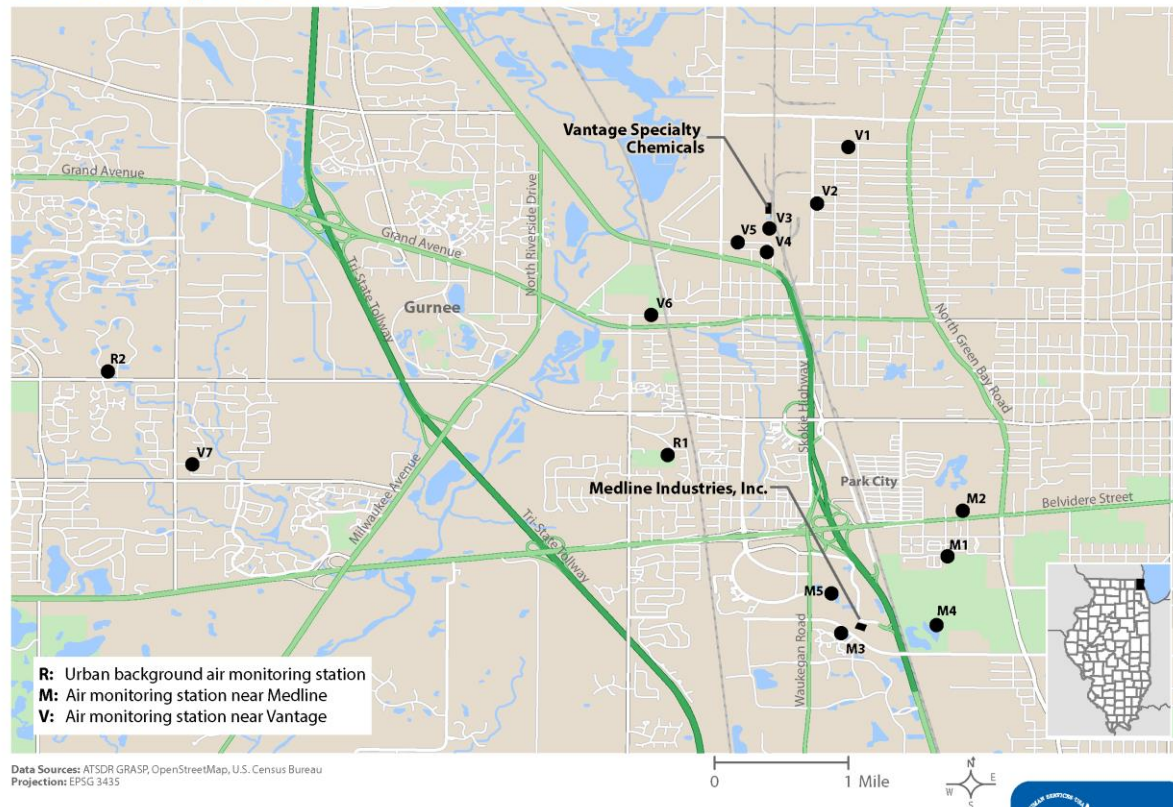 Vantage Specialty
Chemicals
V1
V2
V3
V5
V4
Grand Avenue
North Riverside Drive
Grand Avenue
Tri-State Tollway
Gurnee
V6
North Green Bay Road
R2
Skokie Highway
V7
R1
Medline Industries, Inc.
Park City
M2
Belvidere Street
Milwaukee Avenue
Tri-State Tollway
M1
M5
M4
M3
Waukegan Road
R: Urban background air monitoring station
M: Air monitoring station near Medline
V: Air monitoring station near Vantage
Data Sources: ATSDR GRASP, OpenStreetMap, U.S. Census Bureau
Projection: EPSG 3435
0 1 Mile
N
W E
S